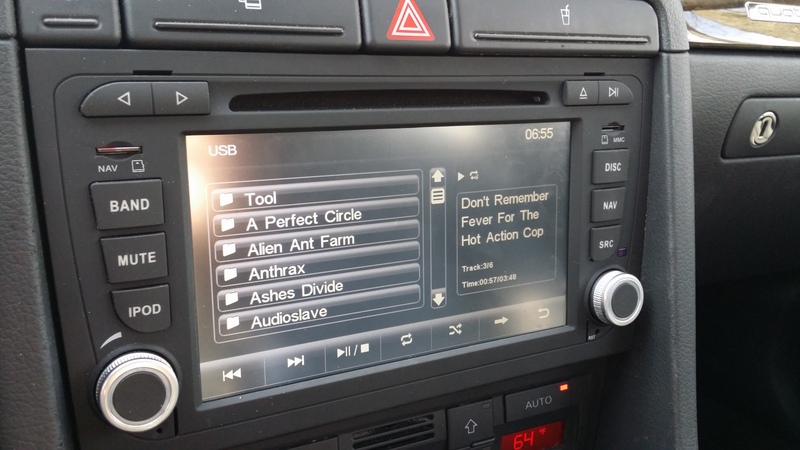 quattro
NAV
MMC
BAND
MUTE
IPOD
DISC
NAV
SRC
RST
USB
06:55
Tool
A Perfect Circle
Alien Ant Farm
Anthrax
Ashes Divide
Audioslave
Don't Remember
Fever For The
Hot Action Cop
Track:3/6
Time:00:57/03:48
AUTO
64°F